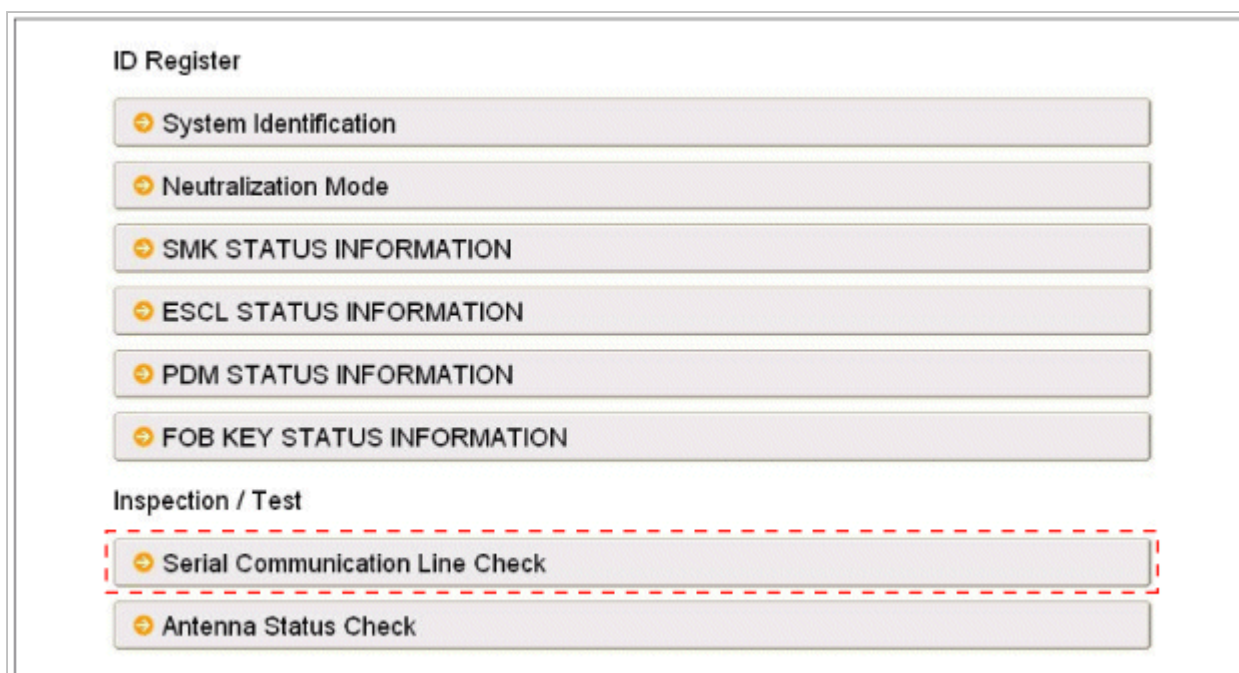 ID Register
System Identification
Neutralization Mode
SMK STATUS INFORMATION
ESCL STATUS INFORMATION
PDM STATUS INFORMATION
FOB KEY STATUS INFORMATION
Inspection / Test
Serial Communication Line Check
Antenna Status Check